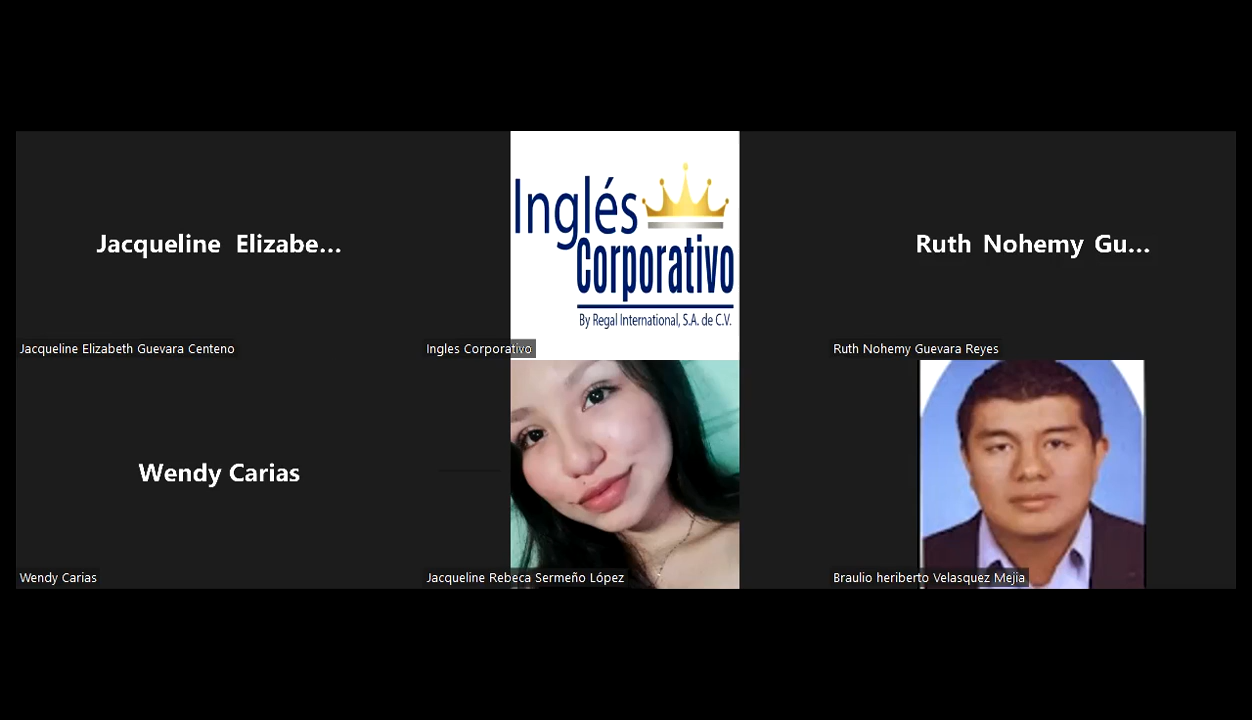 Jacqueline Elizabe...
Jacqueline Elizabeth Guevara Centeno
Inglés
Corporativo
By Regal International, S.A. de C.V.
Ingles Corporativo
Ruth Nohemy Gu...
Ruth Nohemy Guevara Reyes
Wendy Carias
Wendy Carias
Jacqueline Rebeca Sermeño López
Braulio heriberto Velasquez Mejia